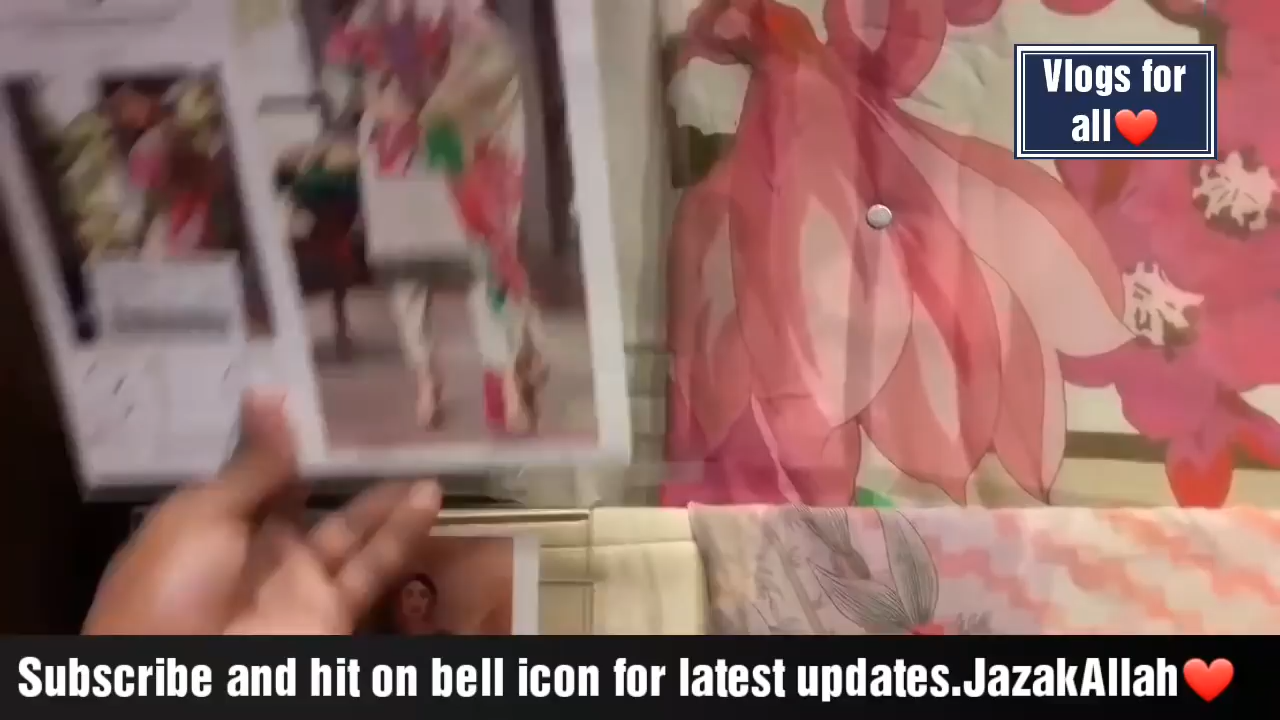 Vlogs for
all❤️
Subscribe and hit on bell icon for latest updates.JazakAllah❤️